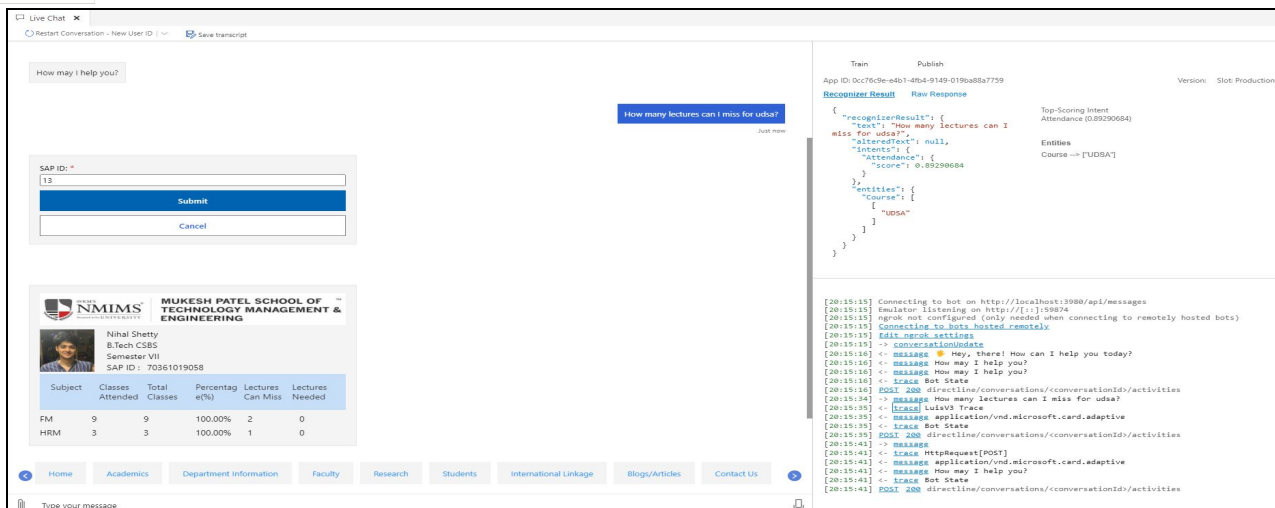 Live Chat ×
Restart Conversation - New User ID
Save transcript
How may I help you?
How many lectures can I miss for udsa?
Just now
SAP ID: *
13
Submit
Cancel
NMIMS
MUKESH PATEL SCHOOL OF
TECHNOLOGY MANAGEMENT &
ENGINEERING
Nihal Shetty
B.Tech CSBS
Semester VII
SAP ID : 70361019058
Subject Classes Total Percentag Lectures Lectures
Attended Classes e(%) Can Miss Needed
FM 9 9 100.00% 2 0
HRM 3 3 100.00% 1 0
Home Academics Department Information Faculty Research Students International Linkage Blogs/Articles Contact Us
Type your message
Train Publish
App ID: 0cc76c9e-e4b1-4fb4-9149-019ba88a7759 Version: Slot: Production
Recognizer Result Raw Response
{
"recognizerResult": {
"text": "How many lectures can I
miss for udsa?",
"alteredText": null,
"intents": {
"Attendance": {
"score": 0.89290684
}
},
"entities": {
"Course": [
[
"UDSA"
]
]
}
}
}
Top-Scoring Intent
Attendance (0.89290684)
Entities
Course --> ["UDSA"]
[20:15:15] Connecting to bot on http://localhost:3980/api/messages
[20:15:15] Emulator listening on http://[::]:59874
[20:15:15] ngrok not configured (only needed when connecting to remotely hosted bots)
[20:15:15] Connecting to bots hosted remotely
[20:15:15] Edit ngrok settings
[20:15:15] -> conversationUpdate
[20:15:16] <- message Hey, there! How can I help you today?
[20:15:16] <- message How may I help you?
[20:15:16] <- message How may I help you?
[20:15:16] <- trace Bot State
[20:15:16] POST 200 directline/conversations/<conversationId>/activities
[20:15:34] -> message How many lectures can I miss for udsa?
[20:15:35] <- trace LuisV3 Trace
[20:15:35] <- message application/vnd.microsoft.card.adaptive
[20:15:35] <- trace Bot State
[20:15:35] POST 200 directline/conversations/<conversationId>/activities
[20:15:41] -> message
[20:15:41] <- trace HttpRequest[POST]
[20:15:41] <- message application/vnd.microsoft.card.adaptive
[20:15:41] <- message How may I help you?
[20:15:41] <- trace Bot State
[20:15:41] POST 200 directline/conversations/<conversationId>/activities